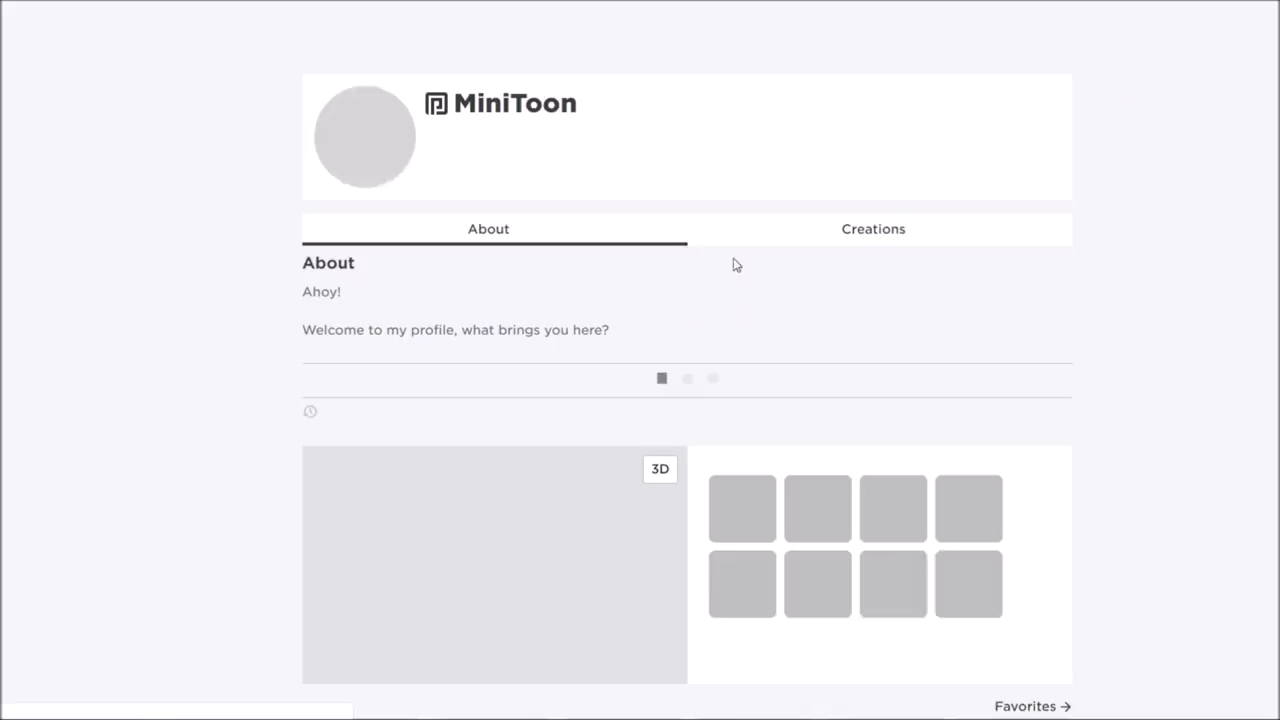 MiniToon
About
Creations
About
Ahoy!
Welcome to my profile, what brings you here?
3D
Favorites →